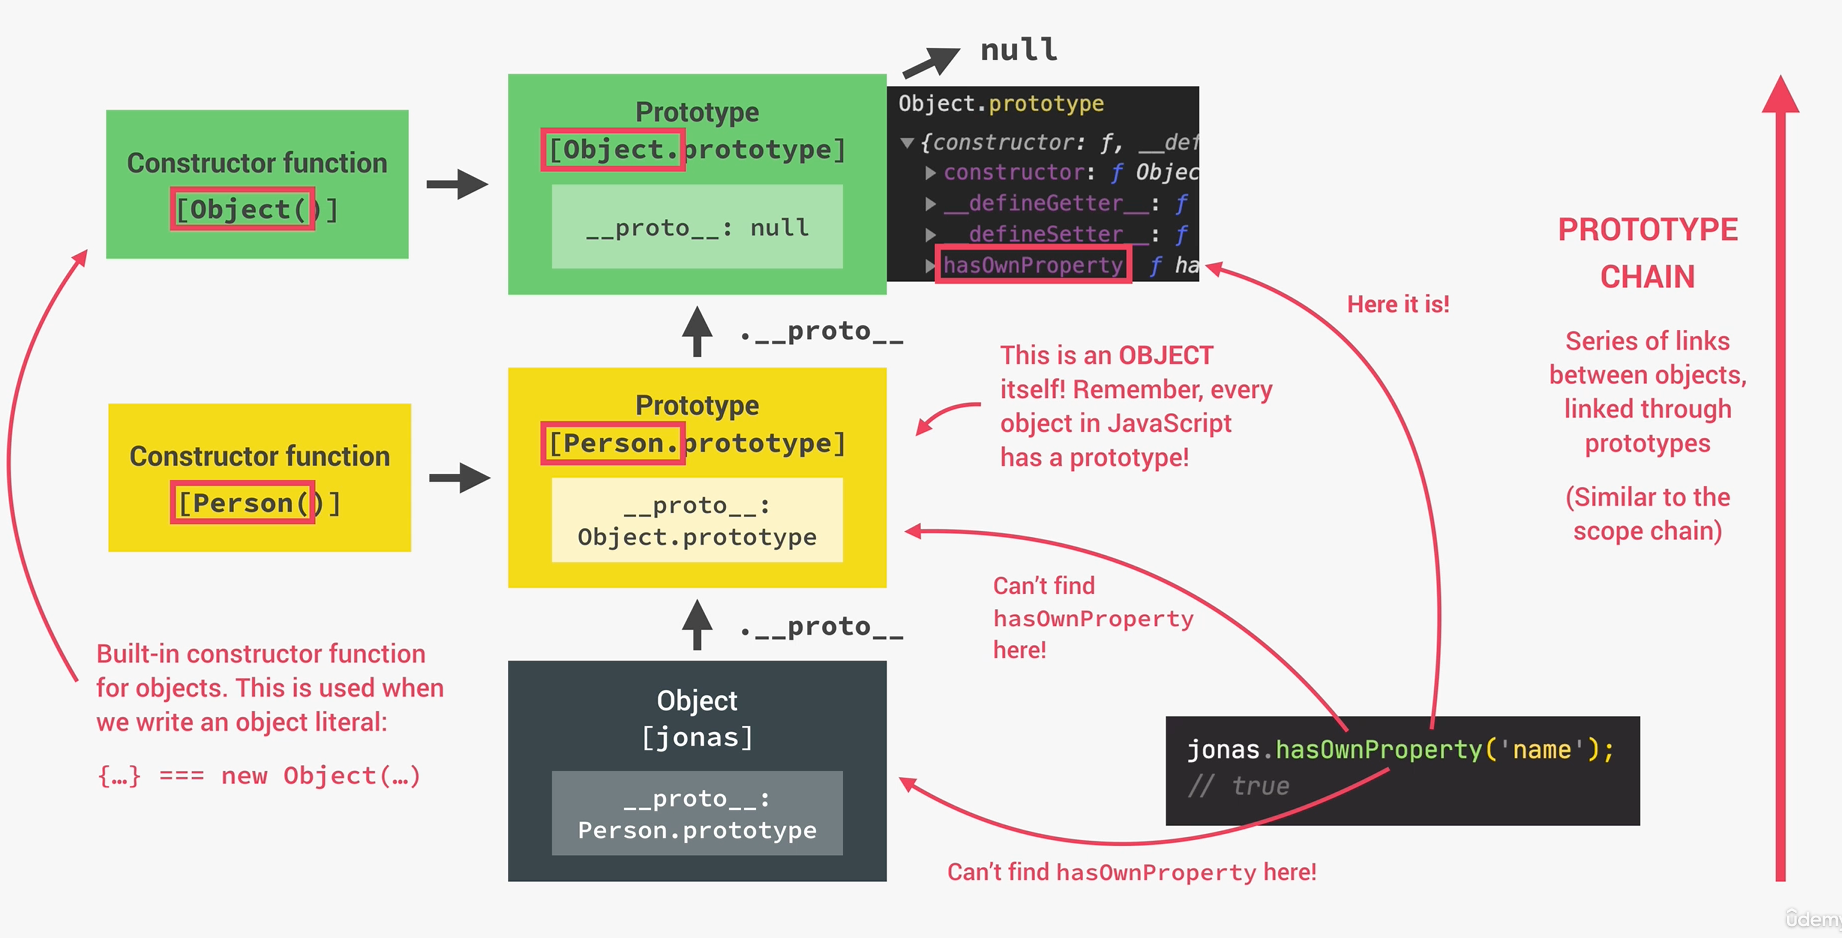 null
Constructor function
[Object()]
Prototype
[Object.prototype]
__proto__: null
Object.prototype
{constructor: ƒ, __def
constructor: ƒ Objec
__defineGetter__: ƒ
__defineSetter__: ƒ
hasOwnProperty ƒ ha
Here it is!
.__proto__
Constructor function
[Person()]
Prototype
[Person.prototype]
__proto__:
Object.prototype
This is an OBJECT
itself! Remember, every
object in JavaScript
has a prototype!
Can’t find
hasOwnProperty
here!
.__proto__
Built-in constructor function
for objects. This is used when
we write an object literal:
{…} === new Object(…)
Object
[jonas]
__proto__:
Person.prototype
jonas.hasOwnProperty('name');
// true
Can’t find hasOwnProperty here!
PROTOTYPE
CHAIN
Series of links
between objects,
linked through
prototypes
(Similar to the
scope chain)
ûdemy